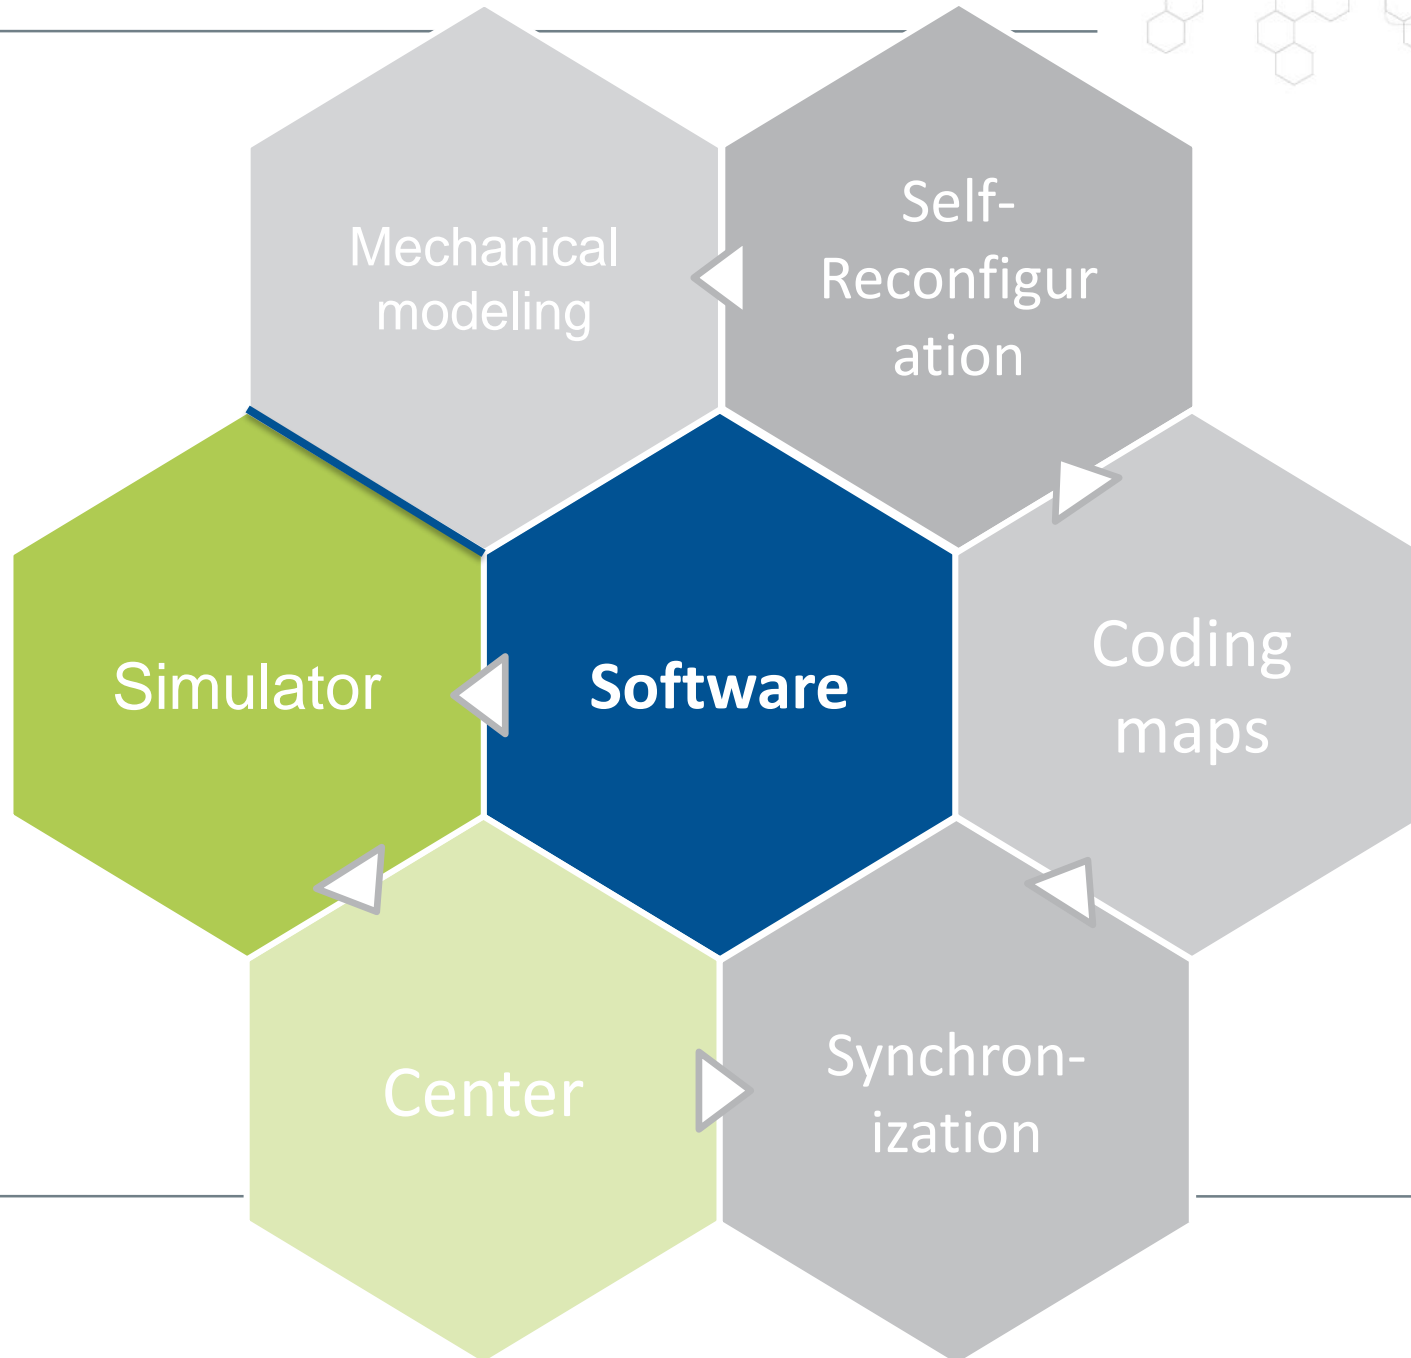 Mechanical
modeling
Self-
Reconfigur
ation
Simulator
Software
Coding
maps
Center
Synchron-
ization